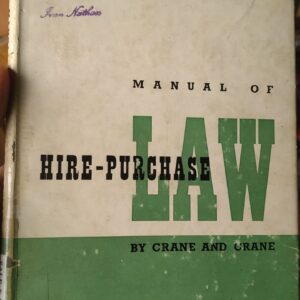 Ivan Nathan
MANUAL OF
HIRE-PURCHASE
LAW
BY CRANE AND CRANE